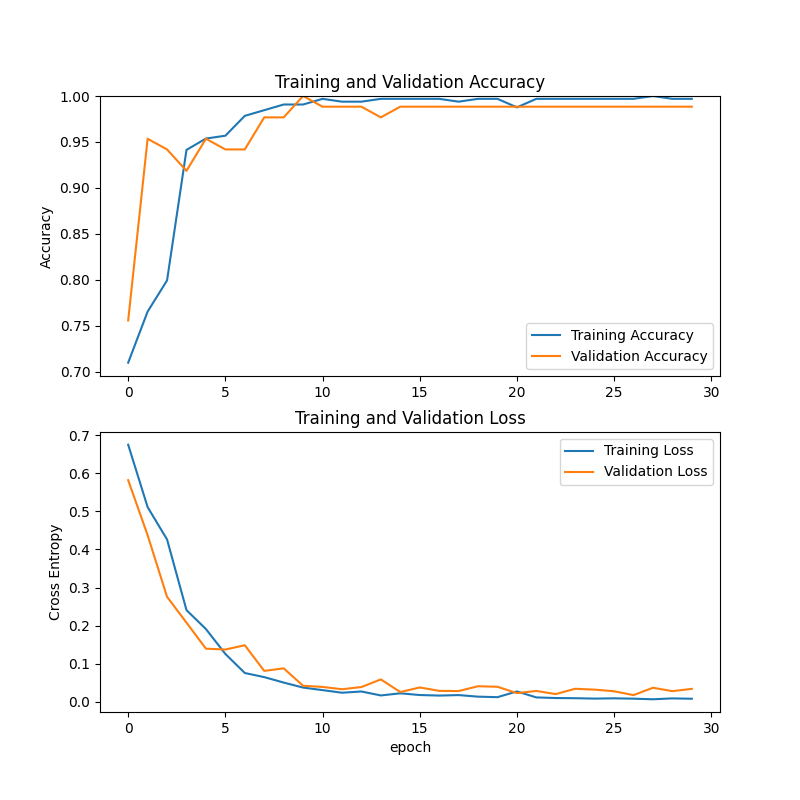 Training and Validation Accuracy
1.00
0.95
0.90
0.85
0.80
0.75
0.70
Accuracy
Training Accuracy
Validation Accuracy
0 5 10 15 20 25 30
Training and Validation Loss
0.7
0.6
0.5
0.4
0.3
0.2
0.1
0.0
Cross Entropy
Training Loss
Validation Loss
0 5 10 15 20 25 30
epoch